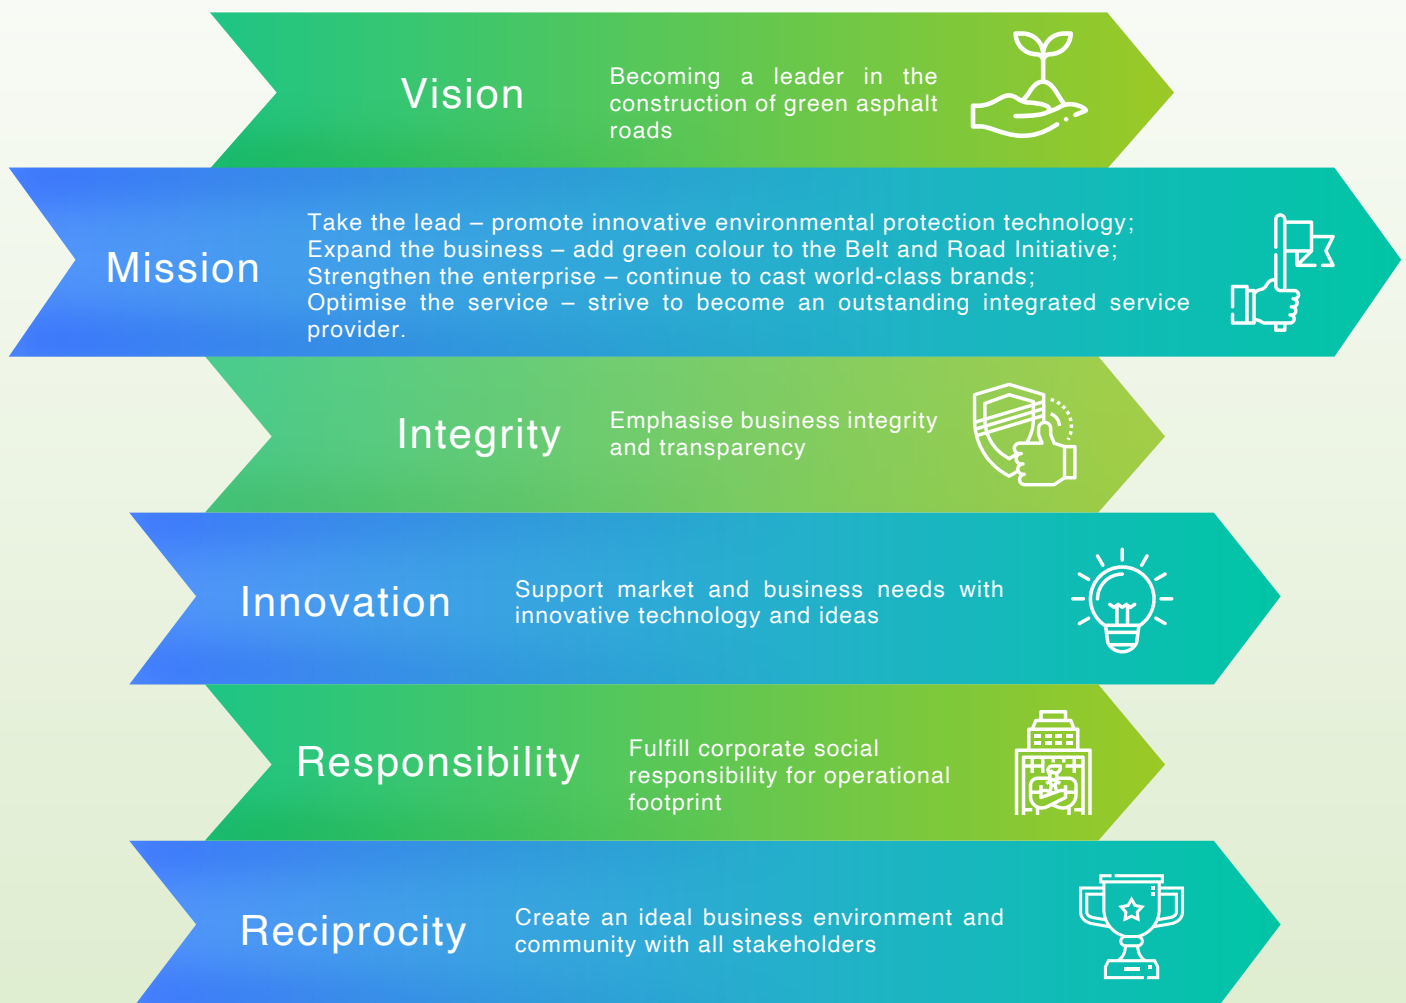 Vision
Becoming a leader in the
construction of green asphalt
roads
Mission
Take the lead – promote innovative environmental protection technology;
Expand the business – add green colour to the Belt and Road Initiative;
Strengthen the enterprise – continue to cast world-class brands;
Optimise the service – strive to become an outstanding integrated service
provider.
Integrity
Emphasise business integrity
and transparency
Innovation
Support market and business needs with
innovative technology and ideas
Responsibility
Fulfill corporate social
responsibility for operational
footprint
Reciprocity
Create an ideal business environment and
community with all stakeholders